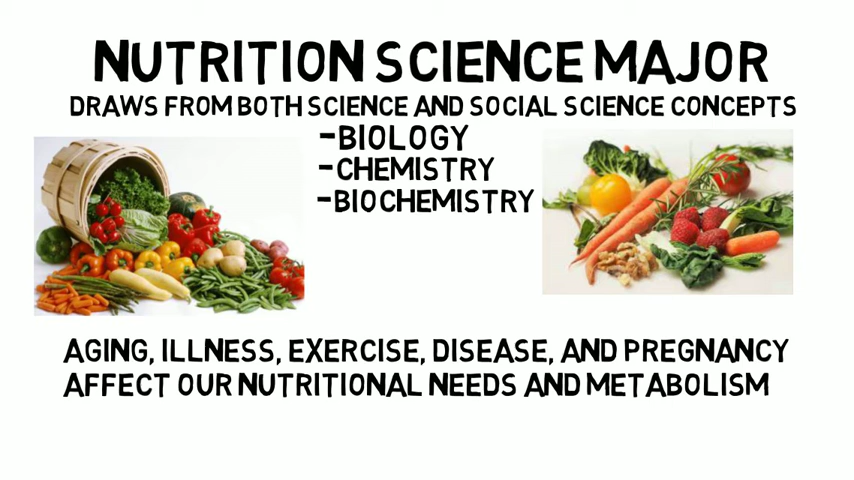 NUTRITION SCIENCE MAJOR
DRAWS FROM BOTH SCIENCE AND SOCIAL SCIENCE CONCEPTS
-BIOLOGY
-CHEMISTRY
-BIOCHEMISTRY
AGING, ILLNESS, EXERCISE, DISEASE, AND PREGNANCY
AFFECT OUR NUTRITIONAL NEEDS AND METABOLISM